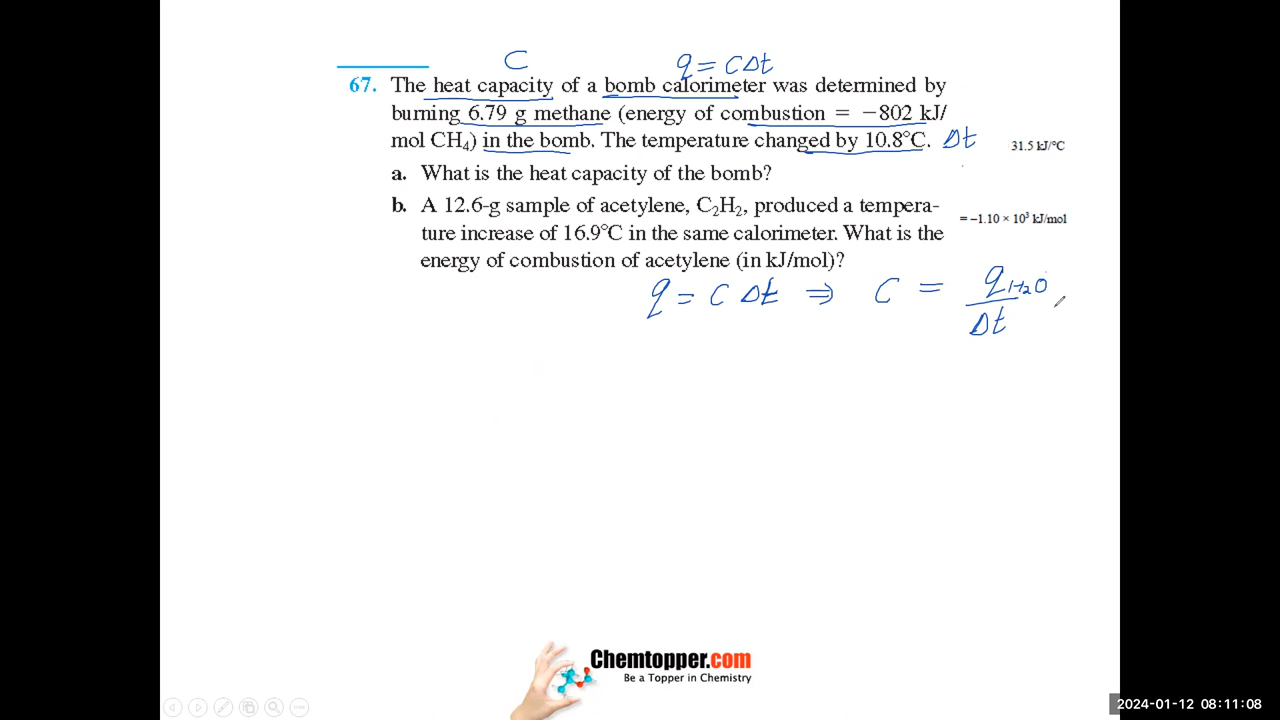 C q = CΔt
67. The heat capacity of a bomb calorimeter was determined by
burning 6.79 g methane (energy of combustion = −802 kJ/
mol CH₄) in the bomb. The temperature changed by 10.8°C. Δt
31.5 kJ/°C
a. What is the heat capacity of the bomb?
b. A 12.6-g sample of acetylene, C₂H₂, produced a tempera-
ture increase of 16.9°C in the same calorimeter. What is the
= −1.10 × 10³ kJ/mol
energy of combustion of acetylene (in kJ/mol)?
q = C Δt ⇒ C = qH₂O / Δt
Chemtopper.com
Be a Topper in Chemistry
2024-01-12 08:11:08